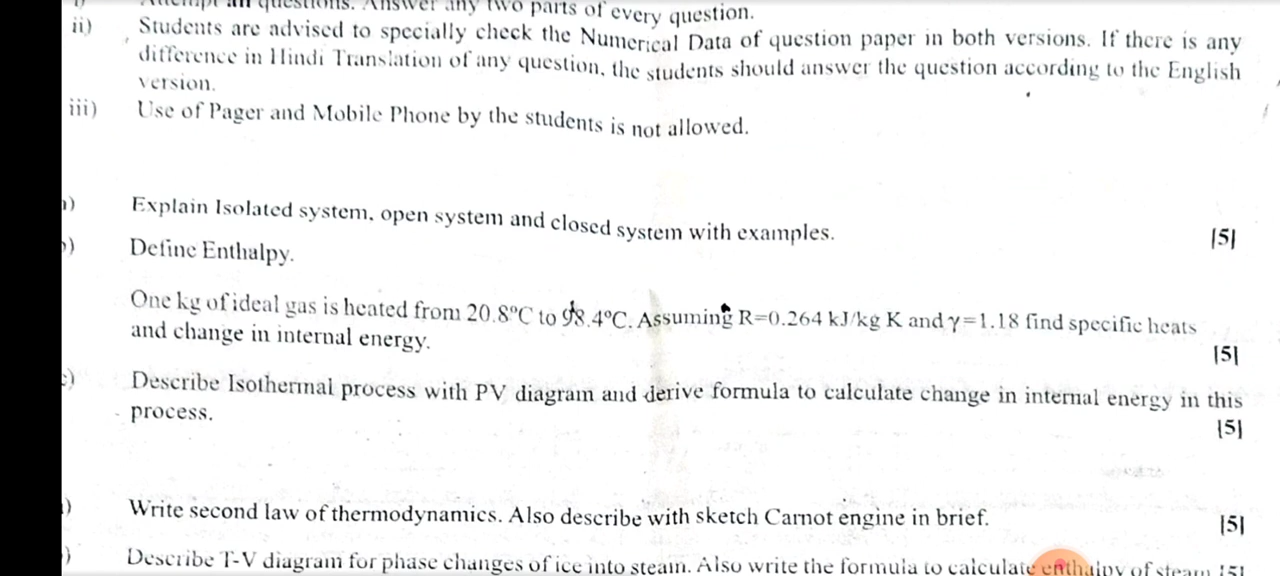 questions. Answer any two parts of every question.
ii) Students are advised to specially check the Numerical Data of question paper in both versions. If there is any
difference in Hindi Translation of any question, the students should answer the question according to the English
version.
iii) Use of Pager and Mobile Phone by the students is not allowed.
Explain Isolated system, open system and closed system with examples. [5]
Define Enthalpy.
One kg of ideal gas is heated from 20.8°C to 98.4°C. Assuming R=0.264 kJ/kg K and γ=1.18 find specific heats
and change in internal energy. [5]
c) Describe Isothermal process with PV diagram and derive formula to calculate change in internal energy in this
process. [5]
Write second law of thermodynamics. Also describe with sketch Carnot engine in brief. [5]
Describe T-V diagram for phase changes of ice into steam. Also write the formula to calculate enthalpy of steam [5]